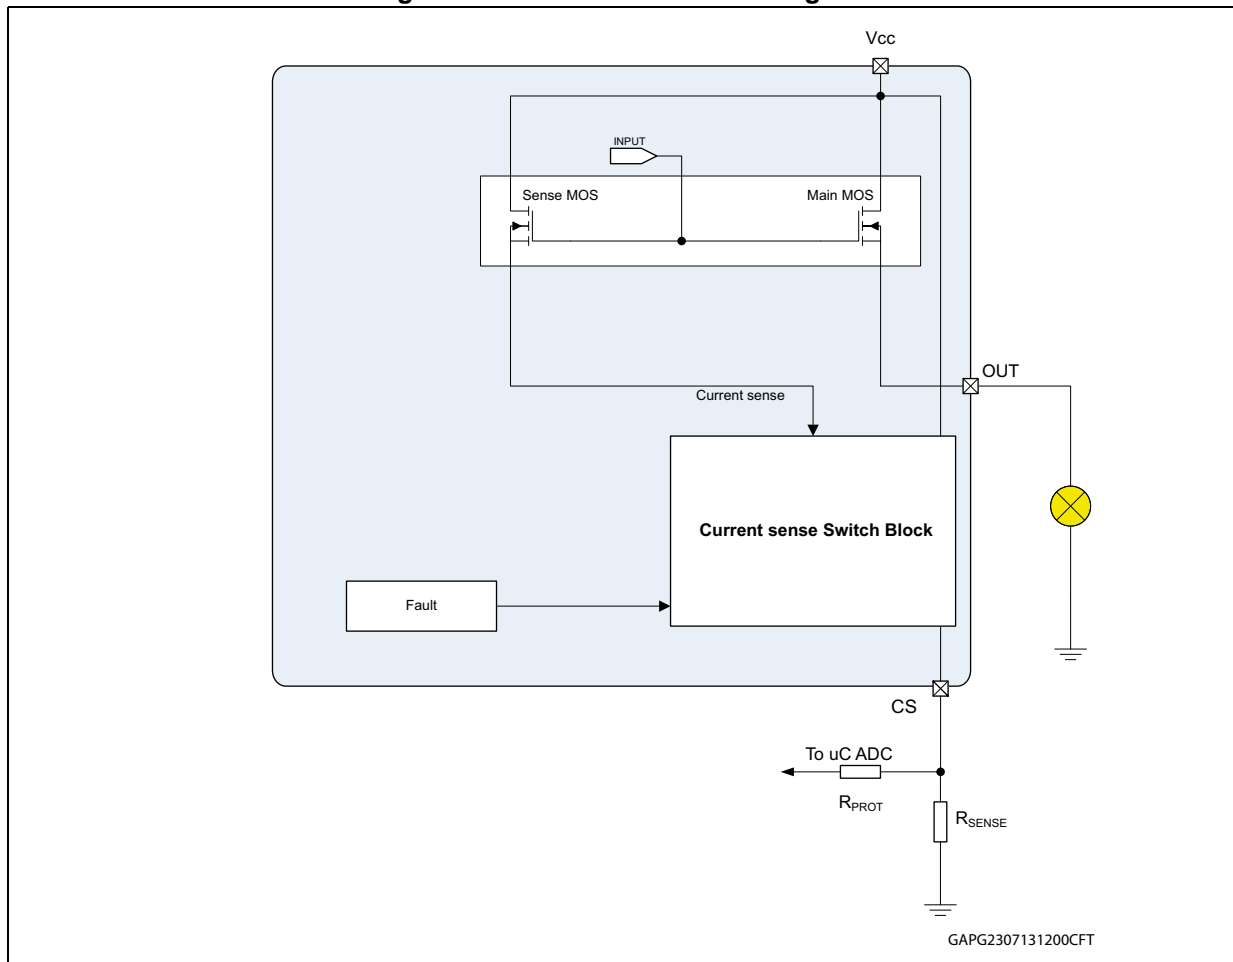 Vcc
INPUT
Sense MOS
Main MOS
OUT
Current sense
Current sense Switch Block
Fault
CS
To uC ADC
RPROT
RSENSE
GAPG2307131200CFT